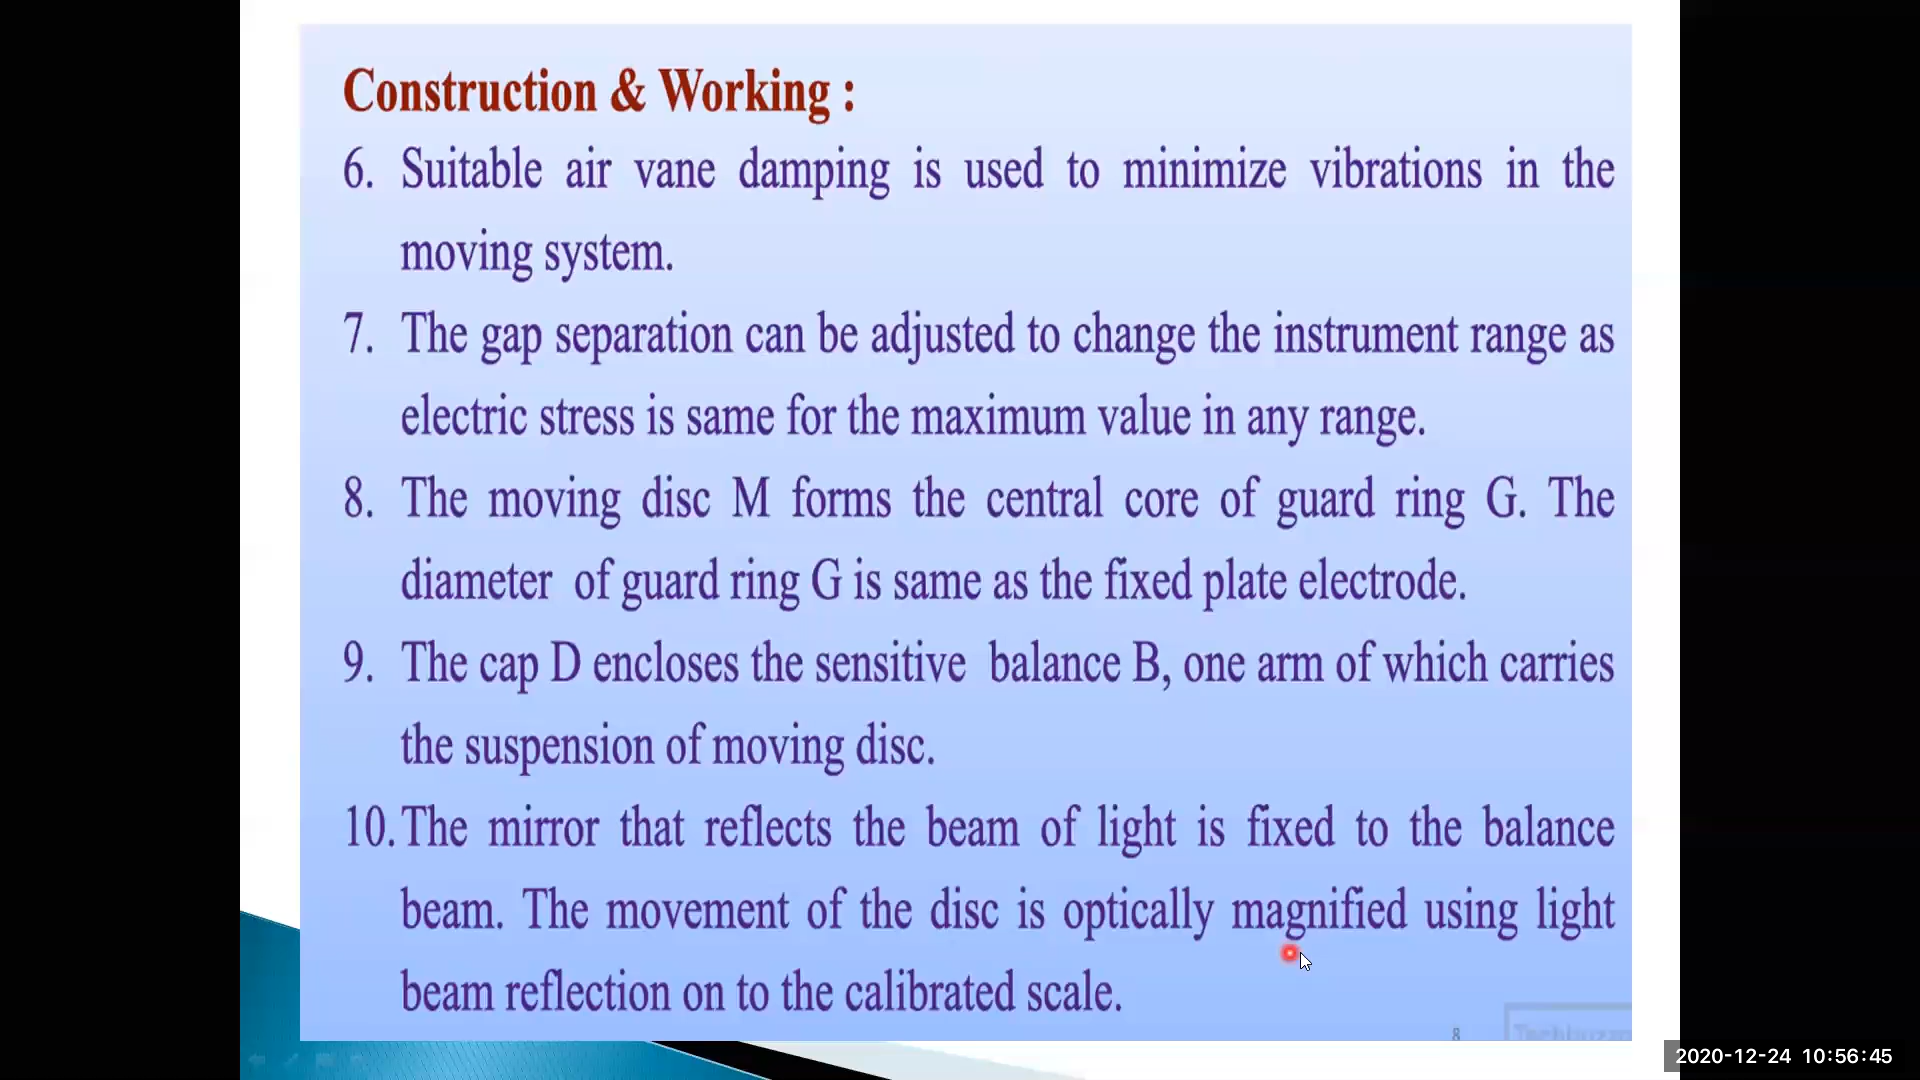 Construction & Working :
6. Suitable air vane damping is used to minimize vibrations in the
moving system.
7. The gap separation can be adjusted to change the instrument range as
electric stress is same for the maximum value in any range.
8. The moving disc M forms the central core of guard ring G. The
diameter of guard ring G is same as the fixed plate electrode.
9. The cap D encloses the sensitive balance B, one arm of which carries
the suspension of moving disc.
10. The mirror that reflects the beam of light is fixed to the balance
beam. The movement of the disc is optically magnified using light
beam reflection on to the calibrated scale.
8
2020-12-24 10:56:45